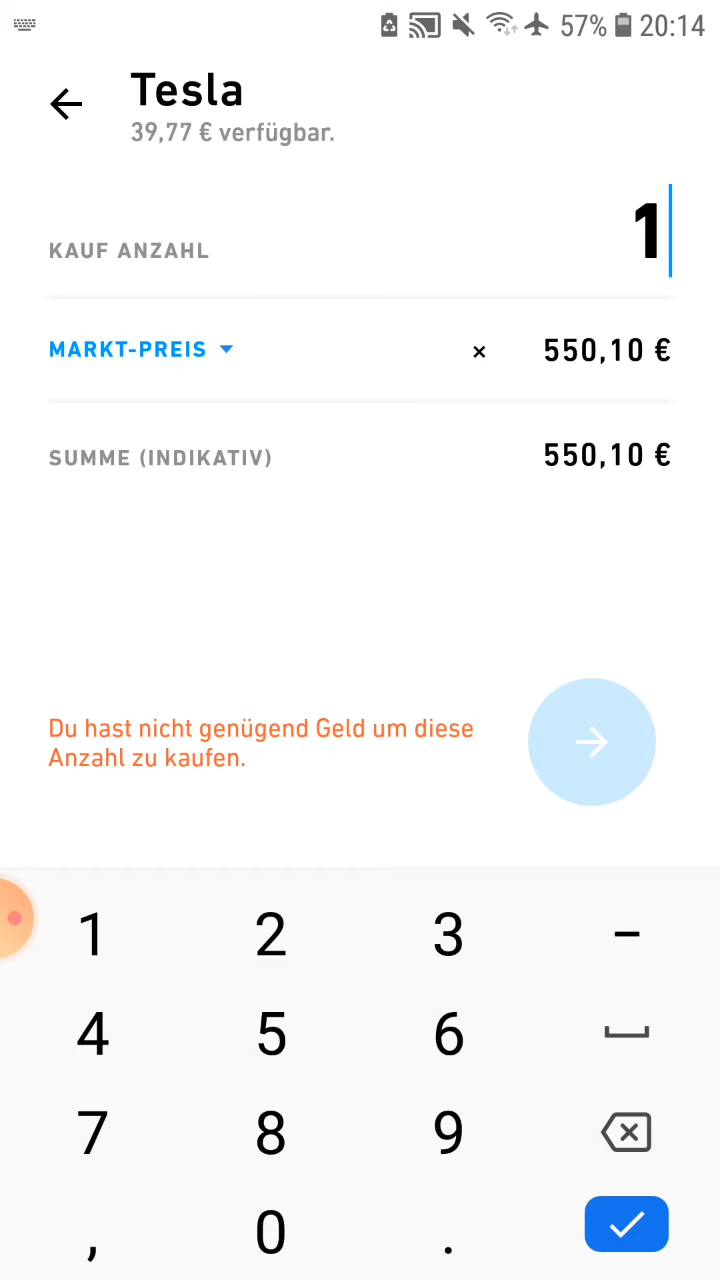 57% 20:14
Tesla
39,77 € verfügbar.
1
KAUF ANZAHL
MARKT-PREIS × 550,10 €
SUMME (INDIKATIV) 550,10 €
Du hast nicht genügend Geld um diese
Anzahl zu kaufen.
1 2 3 –
4 5 6
7 8 9
, 0 .